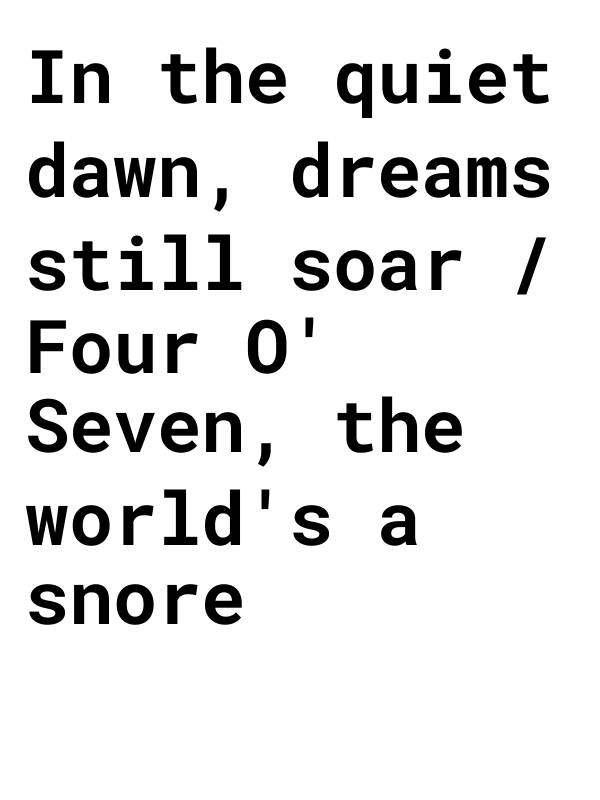 In the quiet
dawn, dreams
still soar /
Four O'
Seven, the
world's a
snore